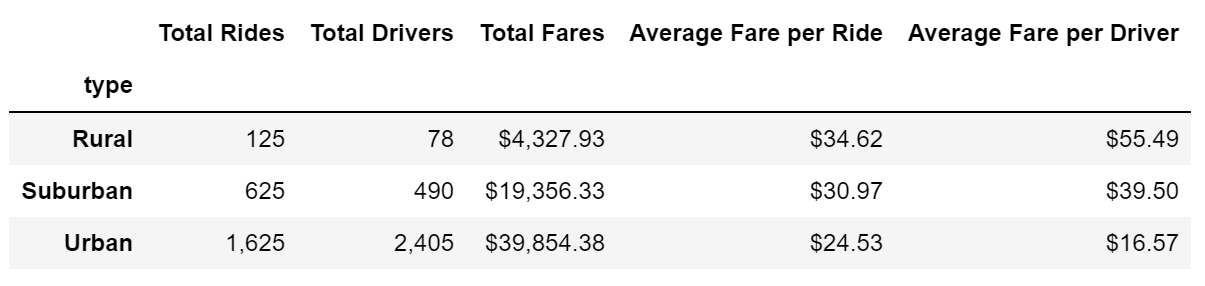 Total Rides Total Drivers Total Fares Average Fare per Ride Average Fare per Driver
type
Rural 125 78 $4,327.93 $34.62 $55.49
Suburban 625 490 $19,356.33 $30.97 $39.50
Urban 1,625 2,405 $39,854.38 $24.53 $16.57